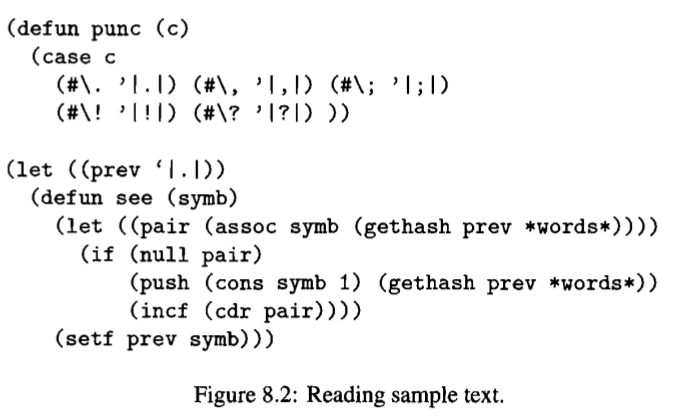 (defun punc (c)
  (case c
    (#\. '|.|) (#\, '|,|) (#\; '|;|)
    (#\! '|!|) (#\? '|?|) ))

(let ((prev ‘|.|))
  (defun see (symb)
    (let ((pair (assoc symb (gethash prev *words*))))
      (if (null pair)
          (push (cons symb 1) (gethash prev *words*))
          (incf (cdr pair))))
    (setf prev symb)))

Figure 8.2: Reading sample text.